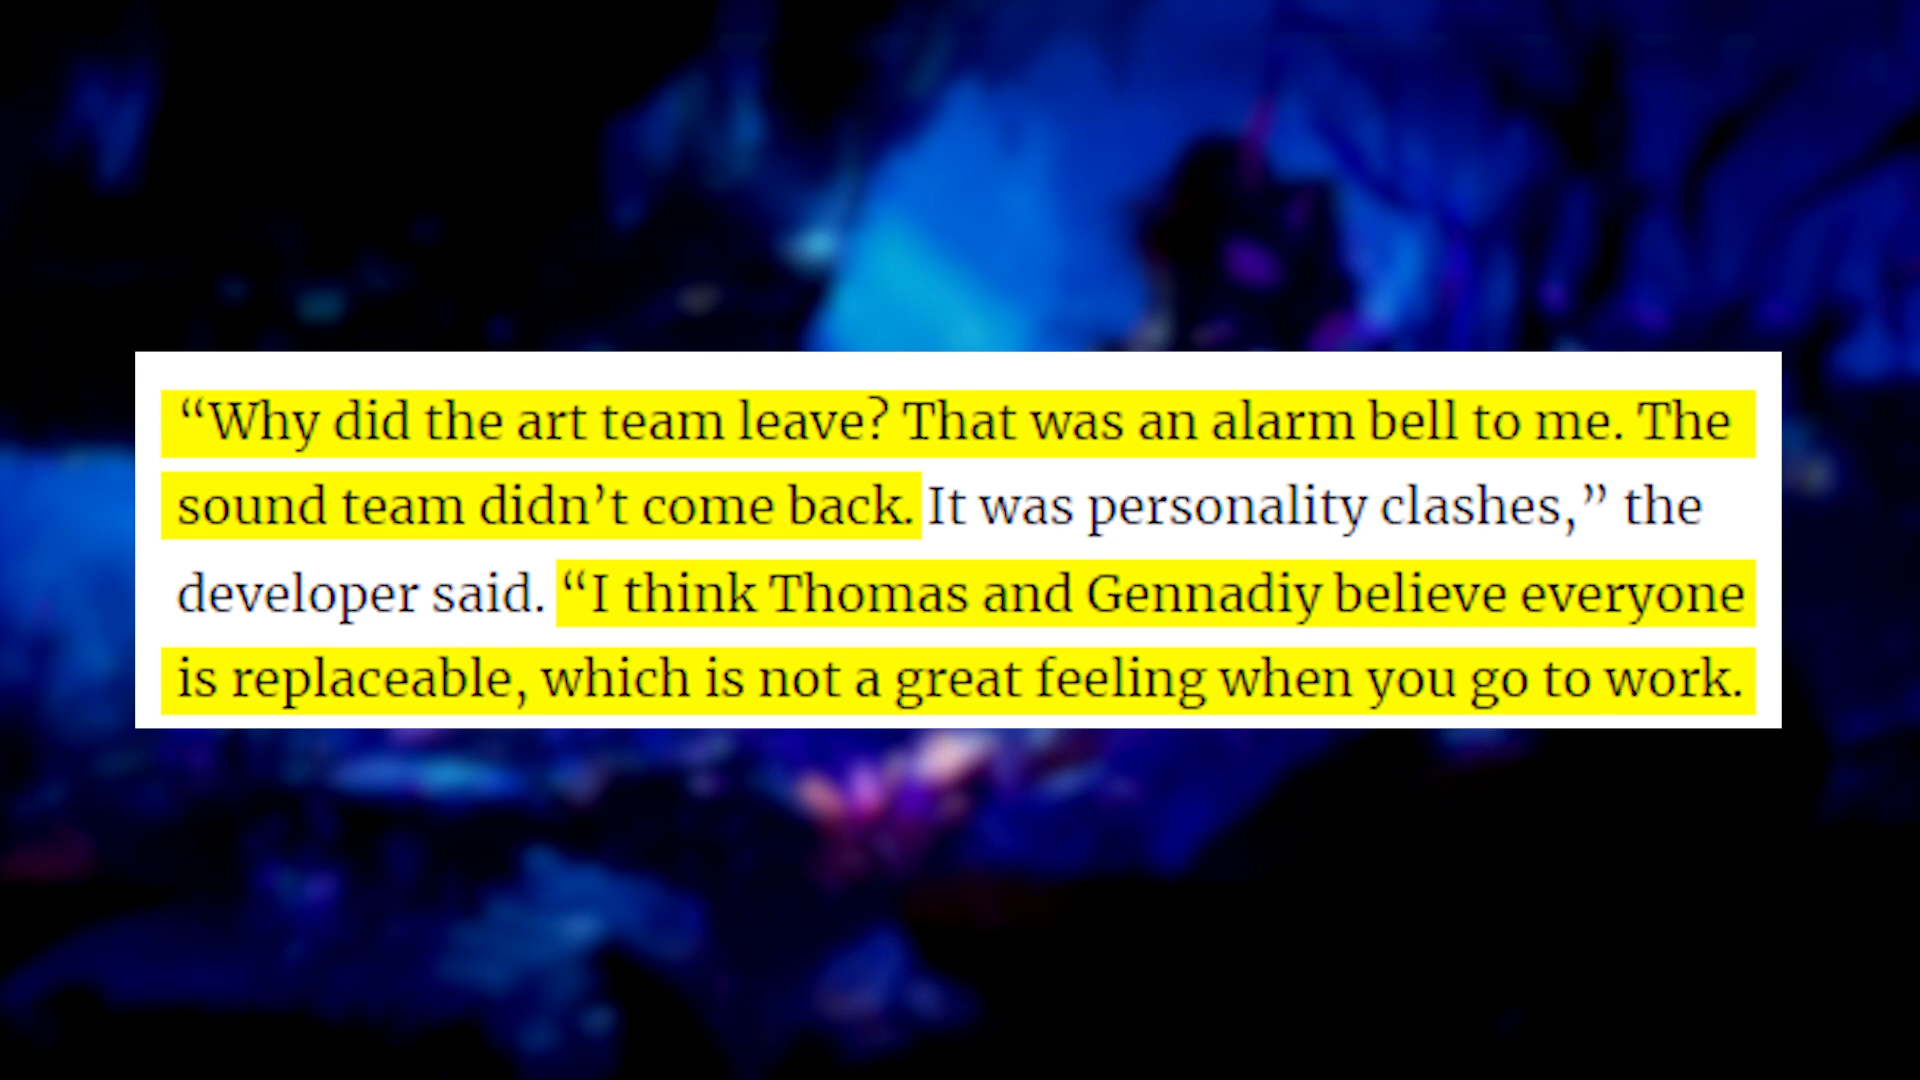 “Why did the art team leave? That was an alarm bell to me. The
sound team didn’t come back. It was personality clashes,” the
developer said. “I think Thomas and Gennadiy believe everyone
is replaceable, which is not a great feeling when you go to work.